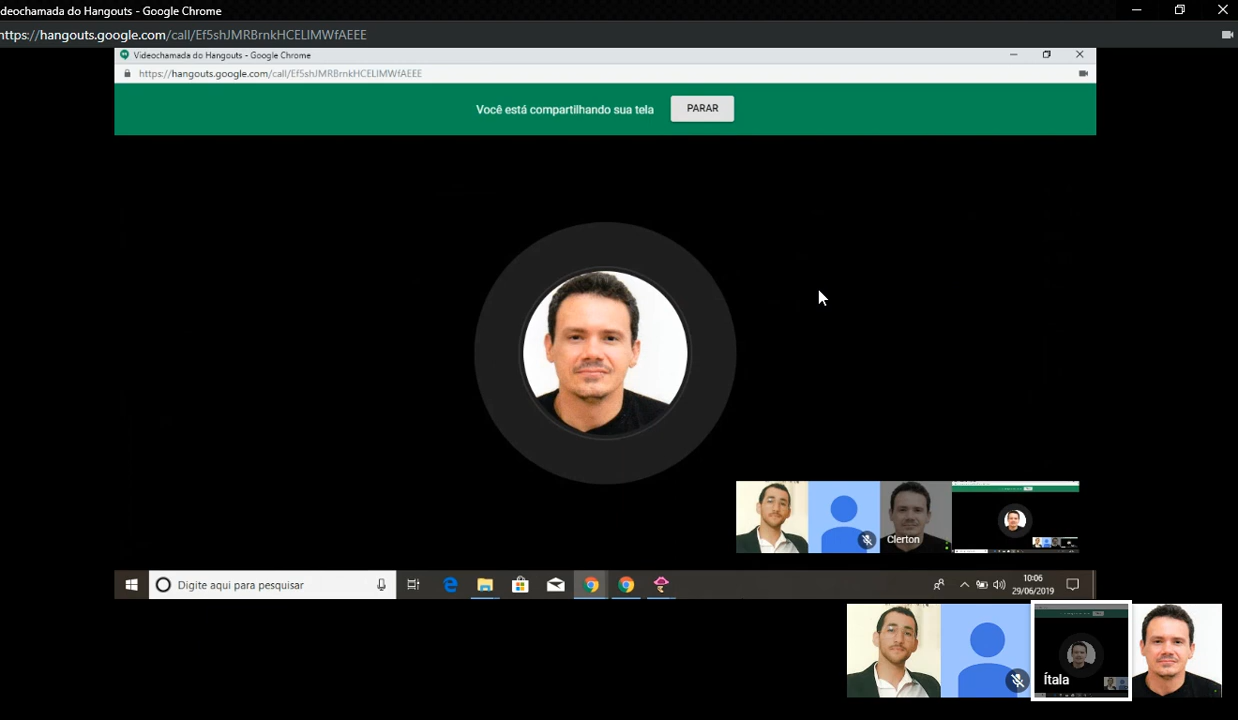 deochamada do Hangouts - Google Chrome
https://hangouts.google.com/call/Ef5shJMRBrnkHCELIMWfAEEE
Videochamada do Hangouts - Google Chrome
https://hangouts.google.com/call/Ef5shJMRBrnkHCELIMWfAEEE
Você está compartilhando sua tela
PARAR
Clerton
Digite aqui para pesquisar
10:06
29/06/2019
Ítala